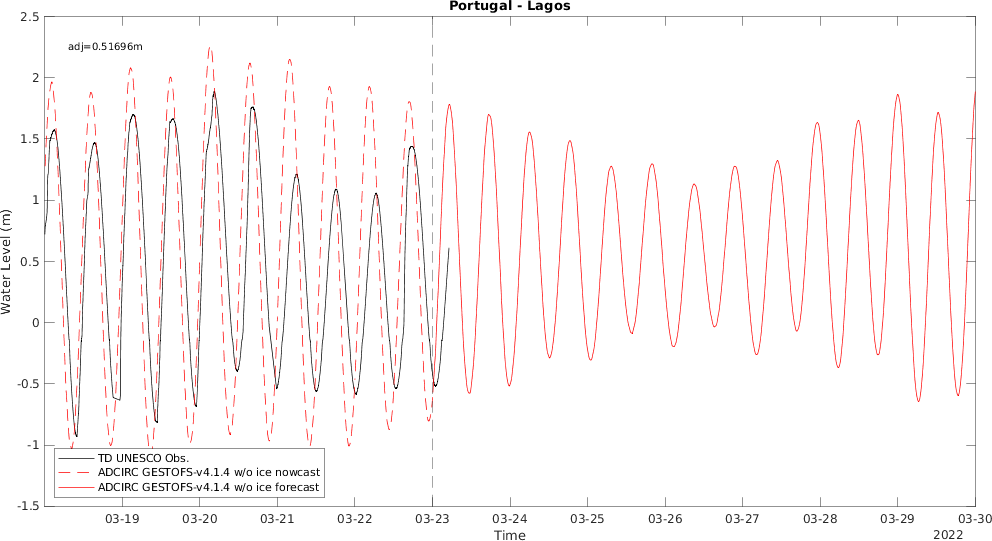 Portugal - Lagos
adj=0.51696m
2.5
2
1.5
1
0.5
0
-0.5
-1
-1.5
Water Level (m)
TD UNESCO Obs.
ADCIRC GESTOFS-v4.1.4 w/o ice nowcast
ADCIRC GESTOFS-v4.1.4 w/o ice forecast
03-19 03-20 03-21 03-22 03-23 03-24 03-25 03-26 03-27 03-28 03-29 03-30
Time
2022